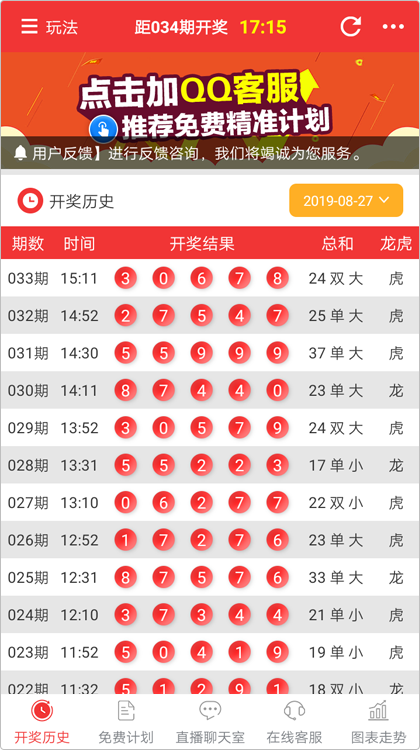 玩法 距034期开奖 17:15
点击加QQ客服
推荐免费精准计划
用户反馈】进行反馈咨询，我们将竭诚为您服务。
开奖历史 2019-08-27
期数 时间 开奖结果 总和 龙虎
033期 15:11 3 0 6 7 8 24 双 大 虎
032期 14:52 2 7 5 4 7 25 单 大 虎
031期 14:30 5 5 9 9 9 37 单 大 虎
030期 14:11 8 7 4 4 0 23 单 大 龙
029期 13:52 3 0 5 7 9 24 双 大 虎
028期 13:31 5 5 2 2 3 17 单 小 龙
027期 13:10 0 6 2 7 7 22 双 小 虎
026期 12:52 1 7 2 7 6 23 单 大 虎
025期 12:31 8 7 5 7 6 33 单 大 龙
024期 12:10 3 7 3 4 4 21 单 小 虎
023期 11:52 5 0 4 1 9 19 单 小 虎
022期 11:32 5 1 2 9 1 18 双 小 龙
开奖历史 免费计划 直播聊天室 在线客服 图表走势